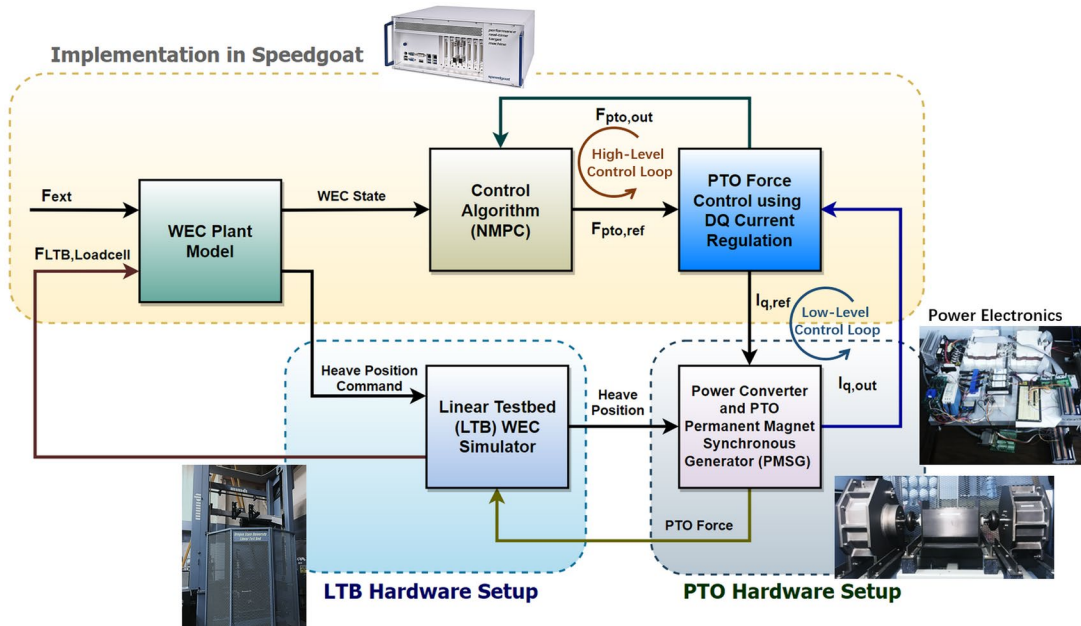 Implementation in Speedgoat
speedgoat
Fpto,out
High-Level
Control Loop
Fext
WEC Plant
Model
WEC State
Control
Algorithm
(NMPC)
Fpto,ref
PTO Force
Control using
DQ Current
Regulation
FLTB,Loadcell
Iq,ref
Low-Level
Control Loop
Power Electronics
Heave Position
Command
Linear Testbed
(LTB) WEC
Simulator
Heave
Position
Power Converter
and PTO
Permanent Magnet
Synchronous
Generator (PMSG)
Iq,out
PTO Force
LTB Hardware Setup
PTO Hardware Setup